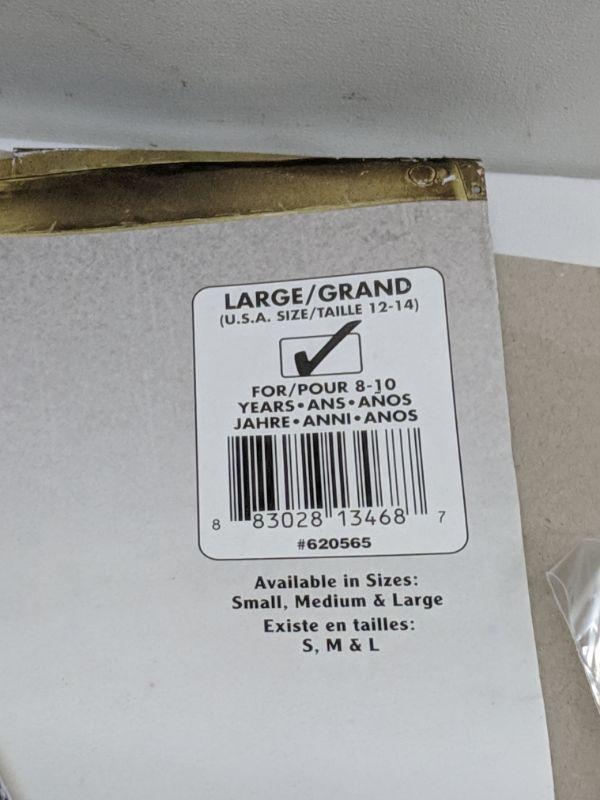 LARGE/GRAND
(U.S.A. SIZE/TAILLE 12-14)
FOR/POUR 8-10
YEARS•ANS•AÑOS
JAHRE•ANNI•ANOS
8 83028 13468 7
#620565
Available in Sizes:
Small, Medium & Large
Existe en tailles:
S, M & L